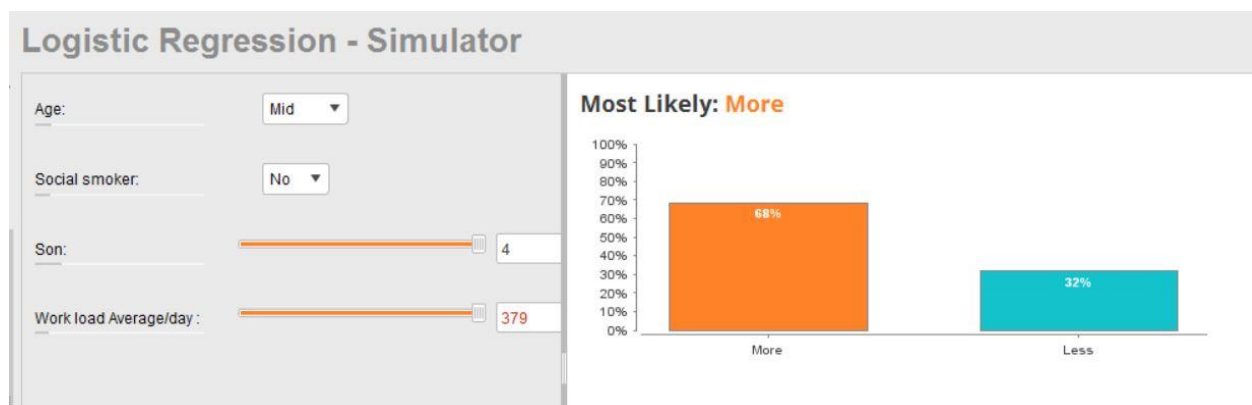 Logistic Regression - Simulator
Age:
Mid
Social smoker:
No
Son:
4
Work load Average/day :
379
Most Likely: More
100%
90%
80%
70%
60%
50%
40%
30%
20%
10%
0%
68%
32%
More
Less